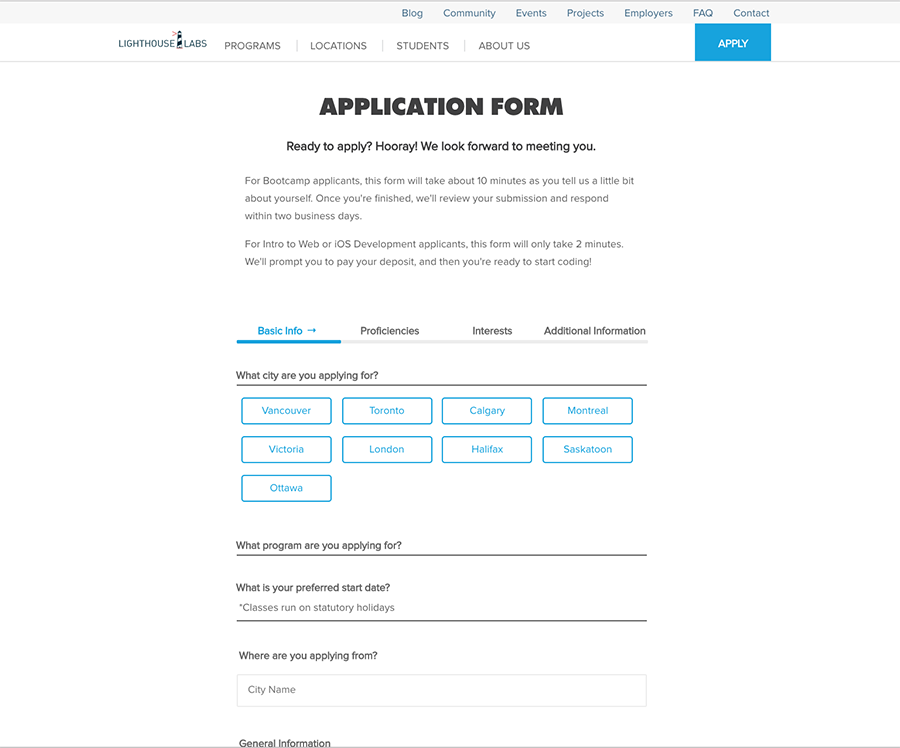 Blog Community Events Projects Employers FAQ Contact
LIGHTHOUSE LABS PROGRAMS LOCATIONS STUDENTS ABOUT US APPLY
APPLICATION FORM
Ready to apply? Hooray! We look forward to meeting you.
For Bootcamp applicants, this form will take about 10 minutes as you tell us a little bit
about yourself. Once you're finished, we'll review your submission and respond
within two business days.
For Intro to Web or iOS Development applicants, this form will only take 2 minutes.
We'll prompt you to pay your deposit, and then you're ready to start coding!
Basic Info → Proficiencies Interests Additional Information
What city are you applying for?
Vancouver Toronto Calgary Montreal
Victoria London Halifax Saskatoon
Ottawa
What program are you applying for?
What is your preferred start date?
*Classes run on statutory holidays
Where are you applying from?
City Name
General Information